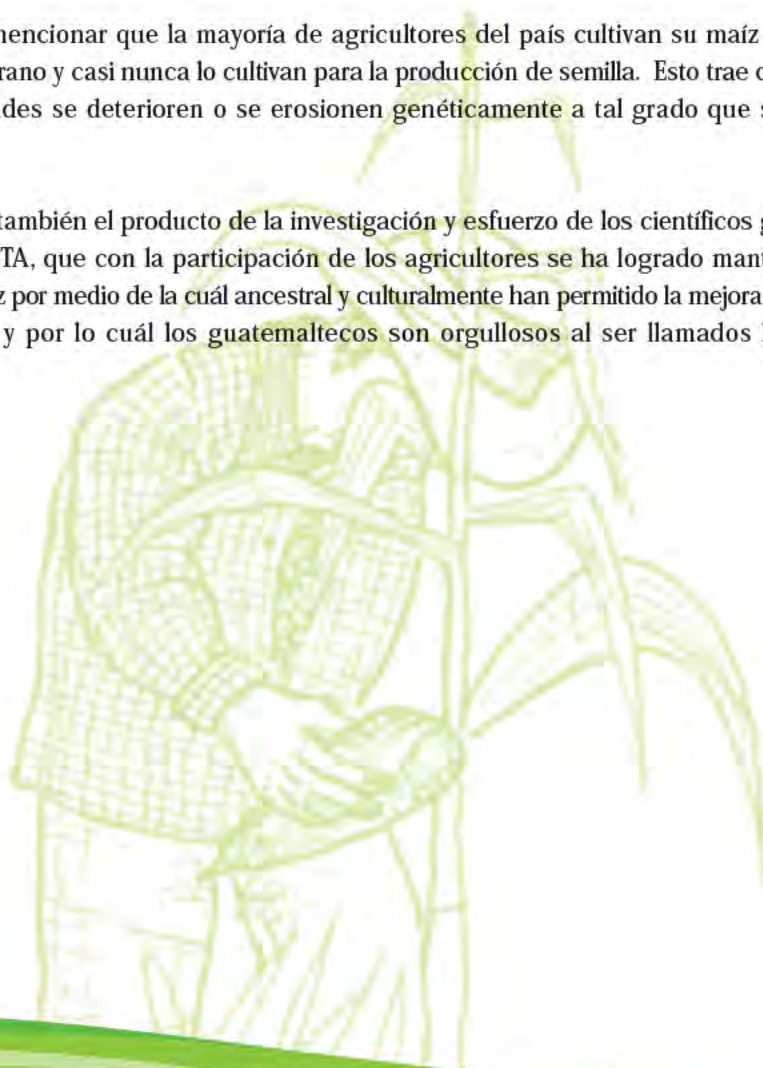 mencionar que la mayoría de agricultores del país cultivan su maíz
rano y casi nunca lo cultivan para la producción de semilla. Esto trae
des se deterioren o se erosionen genéticamente a tal grado que
también el producto de la investigación y esfuerzo de los científicos
TA, que con la participación de los agricultores se ha logrado mant
z por medio de la cuál ancestral y culturalmente han permitido la mejora
y por lo cuál los guatemaltecos son orgullosos al ser llamados